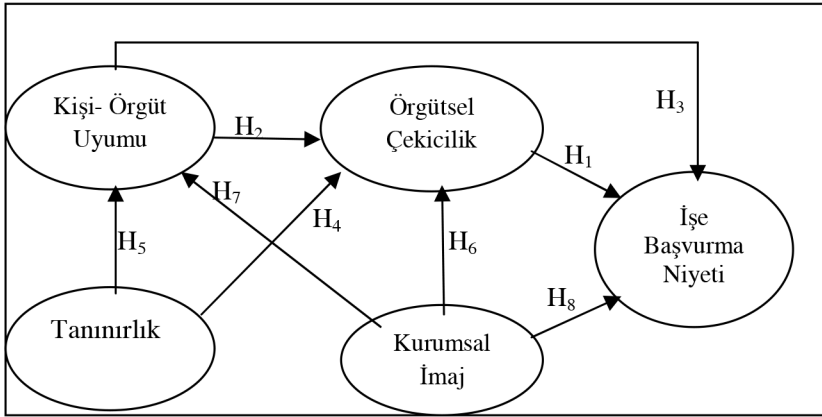 Kişi- Örgüt
Uyumu
Örgütsel
Çekicilik
H₃
H₂
H₁
H₇
H₄
H₅
H₆
İşe
Başvurma
Niyeti
H₈
Tanınırlık
Kurumsal
İmaj